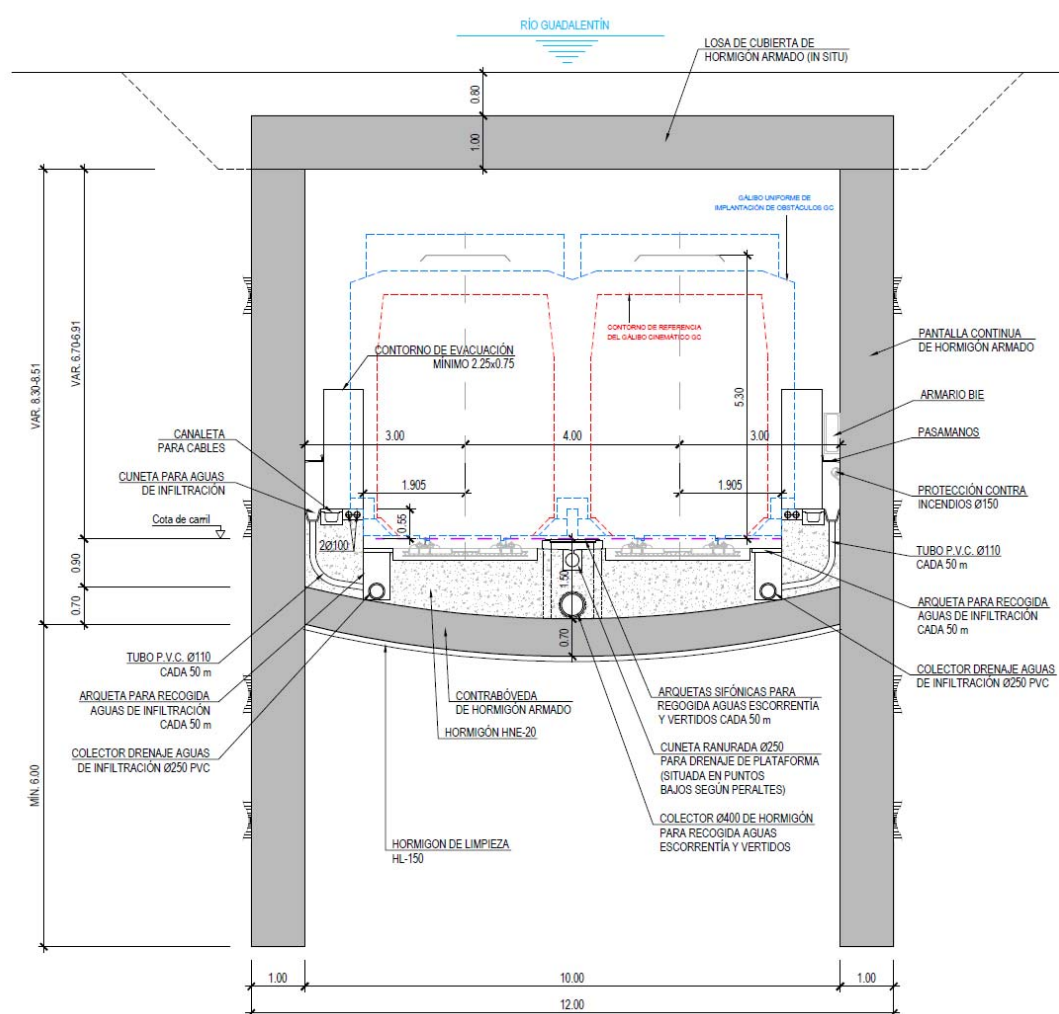 RÍO GUADALENTÍN
LOSA DE CUBIERTA DE
HORMIGÓN ARMADO (IN SITU)
0.80
1.00
GÁLIBO UNIFORME DE
IMPLANTACIÓN DE OBSTÁCULOS GC
CONTORNO DE REFERENCIA
DEL GÁLIBO CINEMÁTICO GC
PANTALLA CONTINUA
DE HORMIGÓN ARMADO
CONTORNO DE EVACUACIÓN
MÍNIMO 2.25x0.75
VAR. 8.30-8.51
VAR. 6.70-6.91
5.30
ARMARIO BIE
PASAMANOS
3.00
4.00
3.00
CANALETA
PARA CABLES
CUNETA PARA AGUAS
DE INFILTRACIÓN
1.905
1.905
PROTECCIÓN CONTRA
INCENDIOS Ø150
Cota de carril
0.55
2Ø100
0.90
0.70
1.50
0.70
TUBO P.V.C. Ø110
CADA 50 m
ARQUETA PARA RECOGIDA
AGUAS DE INFILTRACIÓN
CADA 50 m
COLECTOR DRENAJE AGUAS
DE INFILTRACIÓN Ø250 PVC
TUBO P.V.C. Ø110
CADA 50 m
ARQUETA PARA RECOGIDA
AGUAS DE INFILTRACIÓN
CADA 50 m
COLECTOR DRENAJE AGUAS
DE INFILTRACIÓN Ø250 PVC
CONTRABÓVEDA
DE HORMIGÓN ARMADO
HORMIGÓN HNE-20
ARQUETAS SIFÓNICAS PARA
REGOGIDA AGUAS ESCORRENTÍA
Y VERTIDOS CADA 50 m
CUNETA RANURADA Ø250
PARA DRENAJE DE PLATAFORMA
(SITUADA EN PUNTOS
BAJOS SEGÚN PERALTES)
COLECTOR Ø400 DE HORMIGÓN
PARA RECOGIDA AGUAS
ESCORRENTÍA Y VERTIDOS
HORMIGON DE LIMPIEZA
HL-150
MÍN. 6.00
1.00
10.00
1.00
12.00